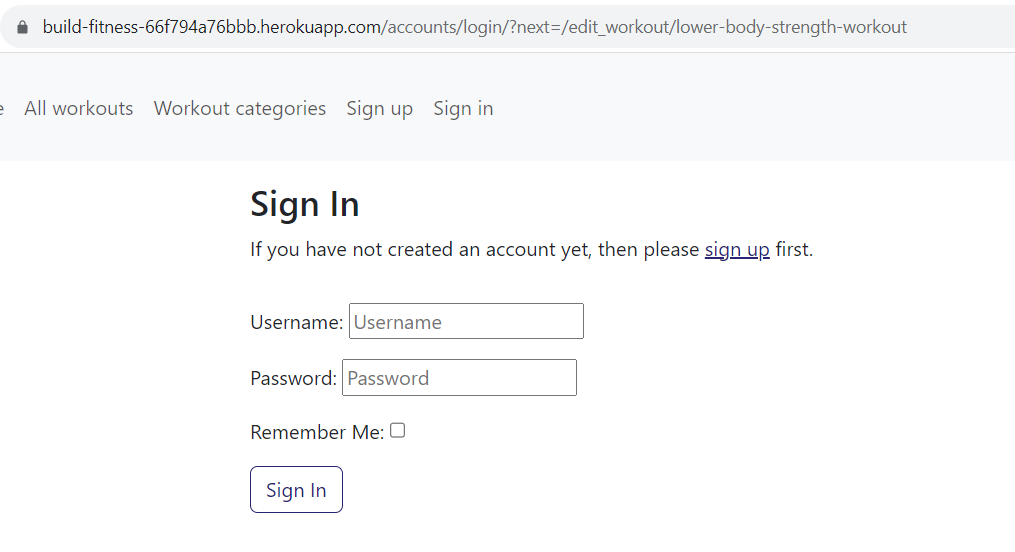 build-fitness-66f794a76bbb.herokuapp.com/accounts/login/?next=/edit_workout/lower-body-strength-workout
e All workouts Workout categories Sign up Sign in
Sign In
If you have not created an account yet, then please sign up first.
Username: Username
Password: Password
Remember Me:
Sign In